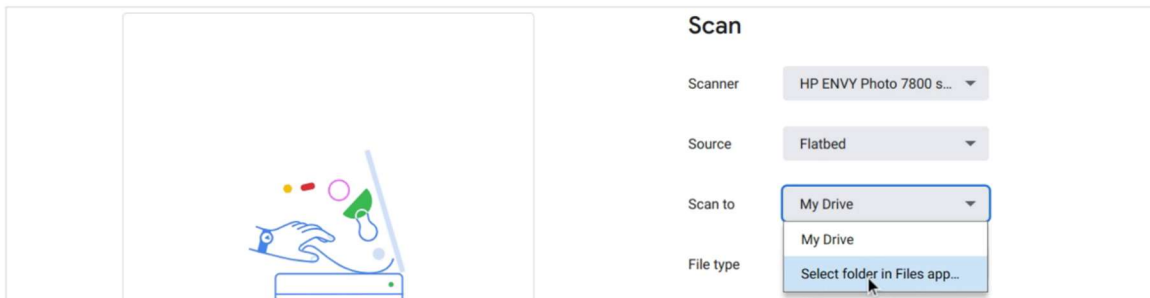 Scan
Scanner HP ENVY Photo 7800 s...
Source Flatbed
Scan to My Drive
My Drive
File type
Select folder in Files app...